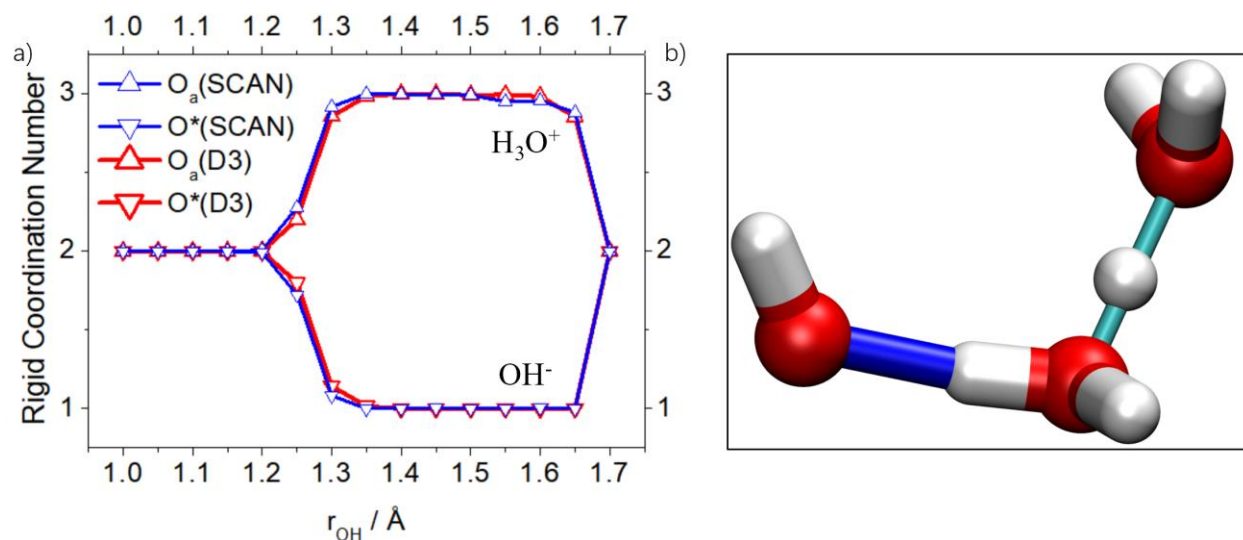 a)
1.0 1.1 1.2 1.3 1.4 1.5 1.6 1.7
Rigid Coordination Number
3
2
1
O_a(SCAN)
O*(SCAN)
O_a(D3)
O*(D3)
H₃O⁺
OH⁻
3
2
1
1.0 1.1 1.2 1.3 1.4 1.5 1.6 1.7
r_OH / Å
b)